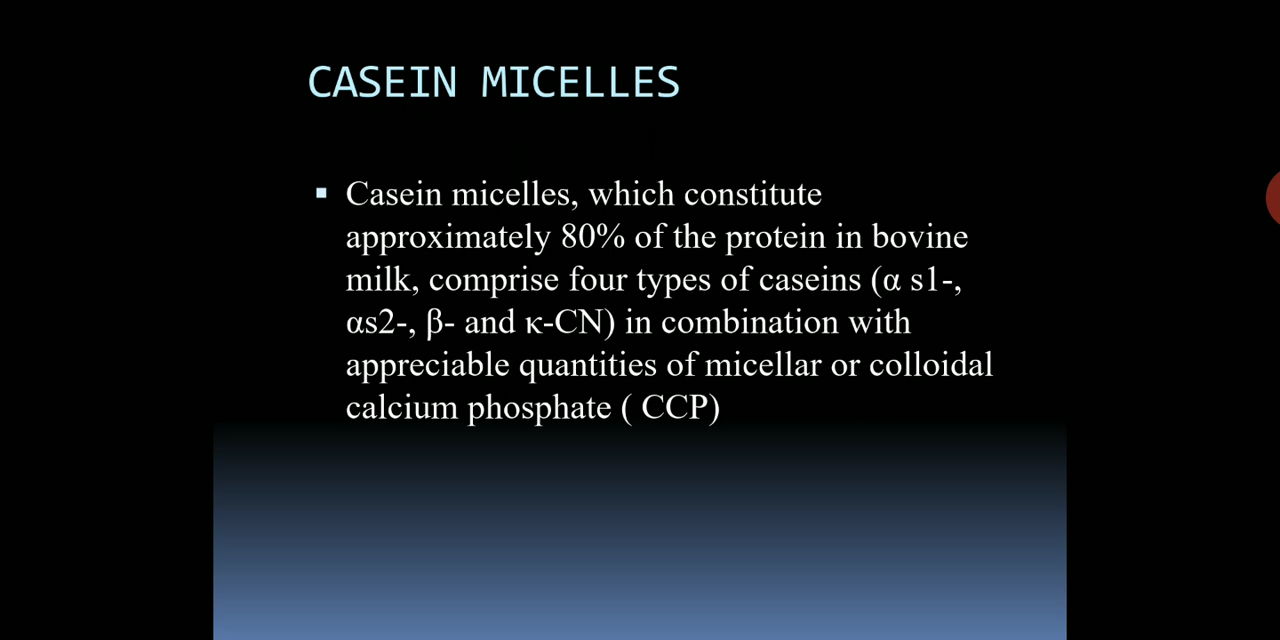 CASEIN MICELLES
▪ Casein micelles, which constitute
approximately 80% of the protein in bovine
milk, comprise four types of caseins (α s1-,
αs2-, β- and κ-CN) in combination with
appreciable quantities of micellar or colloidal
calcium phosphate ( CCP)